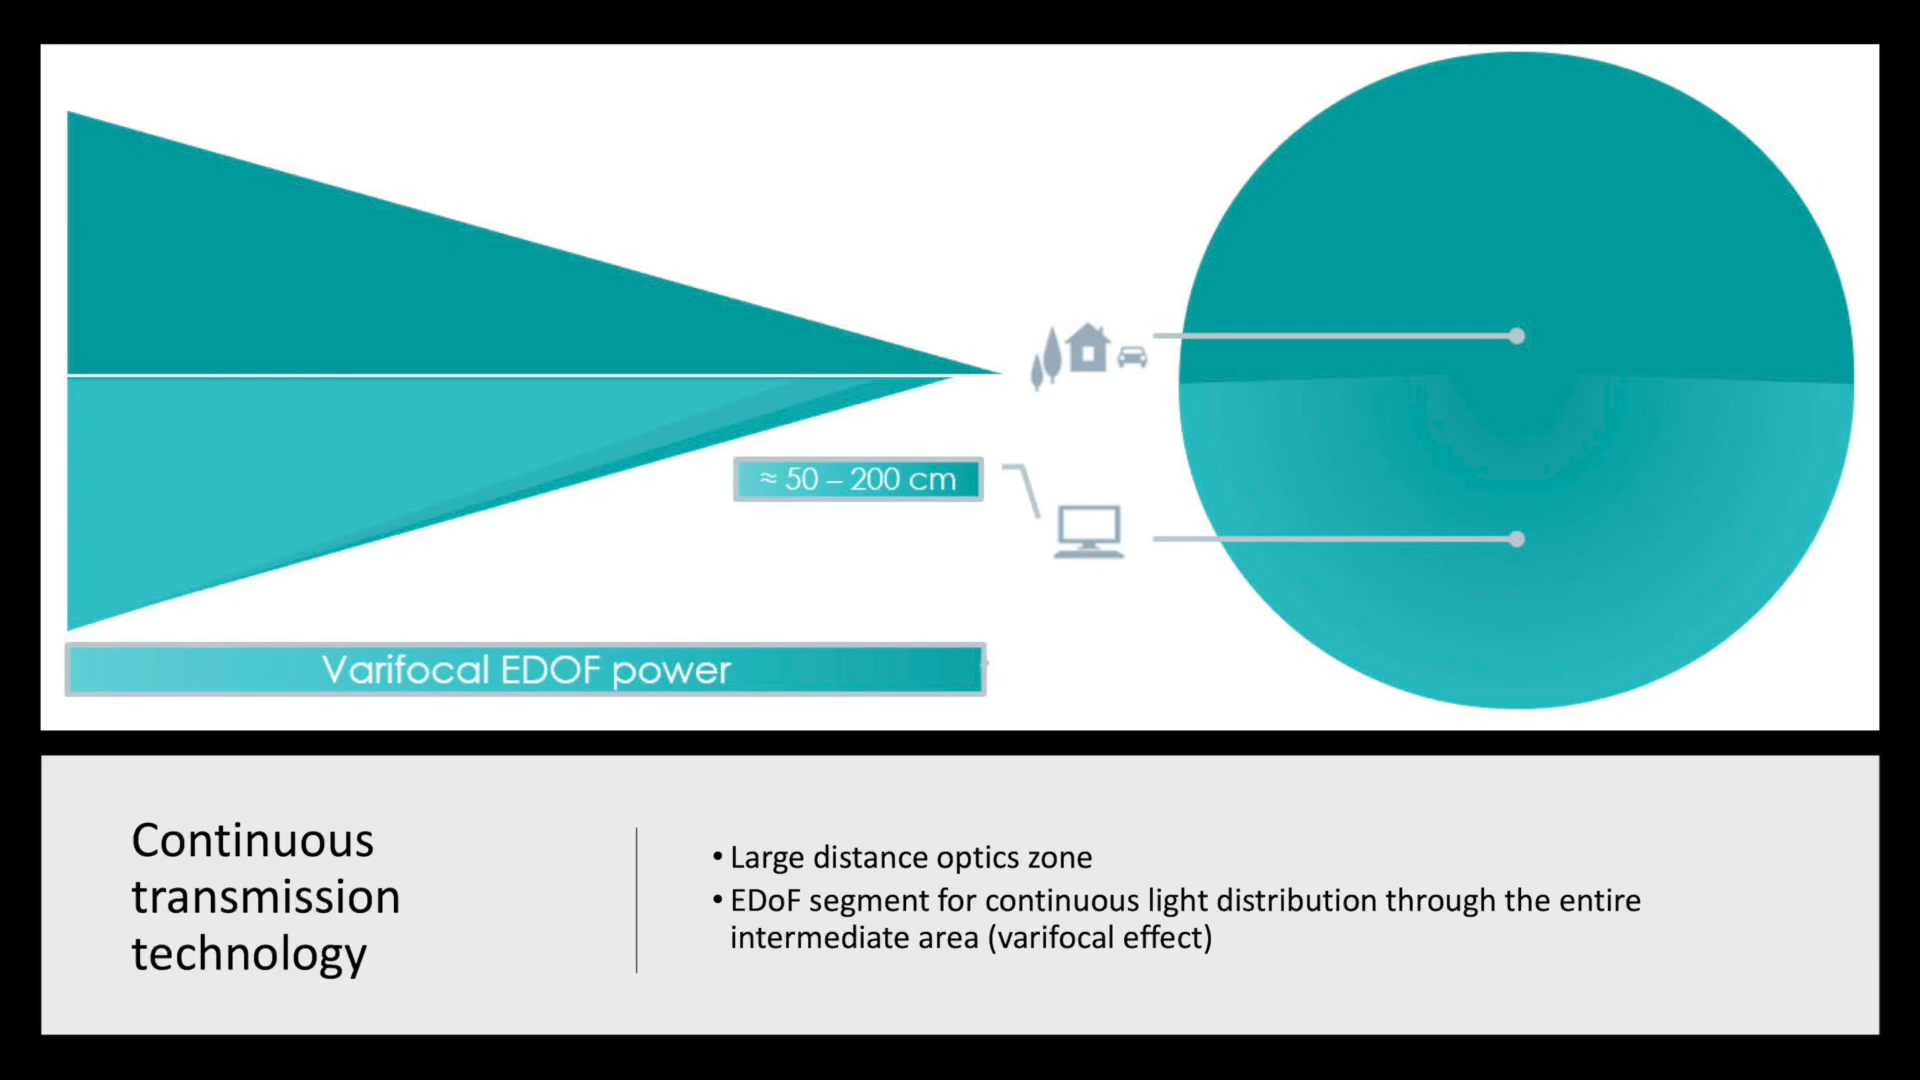 ≈ 50 – 200 cm
Varifocal EDOF power
Continuous
transmission
technology
• Large distance optics zone
• EDoF segment for continuous light distribution through the entire
intermediate area (varifocal effect)